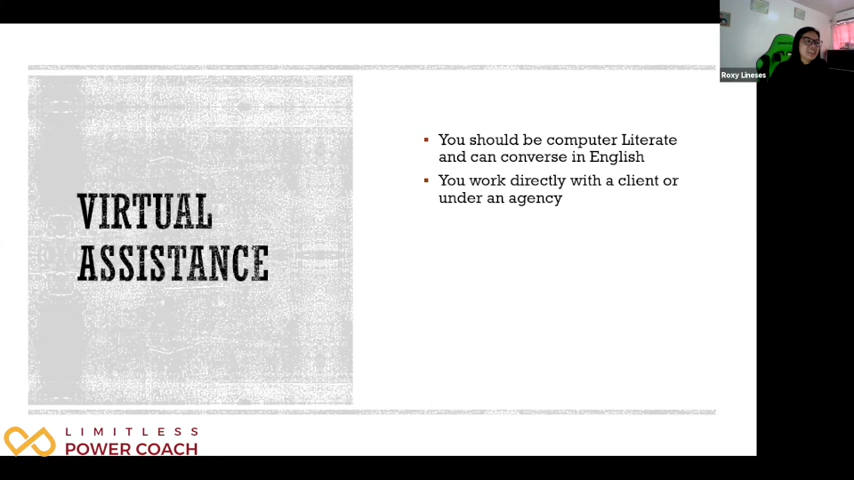 Roxy Lineses
VIRTUAL
ASSISTANCE
▪ You should be computer Literate
and can converse in English
▪ You work directly with a client or
under an agency
LIMITLESS
POWER COACH